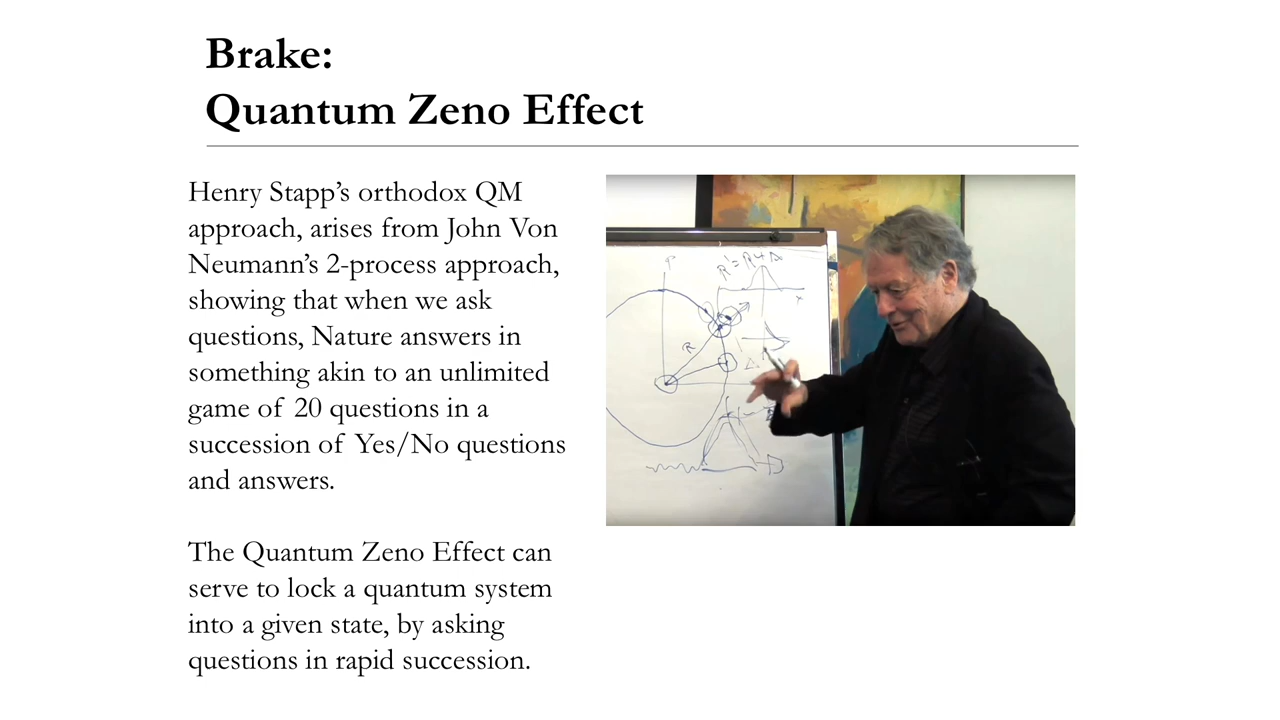 Brake:
Quantum Zeno Effect
Henry Stapp’s orthodox QM
approach, arises from John Von
Neumann’s 2-process approach,
showing that when we ask
questions, Nature answers in
something akin to an unlimited
game of 20 questions in a
succession of Yes/No questions
and answers.
The Quantum Zeno Effect can
serve to lock a quantum system
into a given state, by asking
questions in rapid succession.
P
R
x